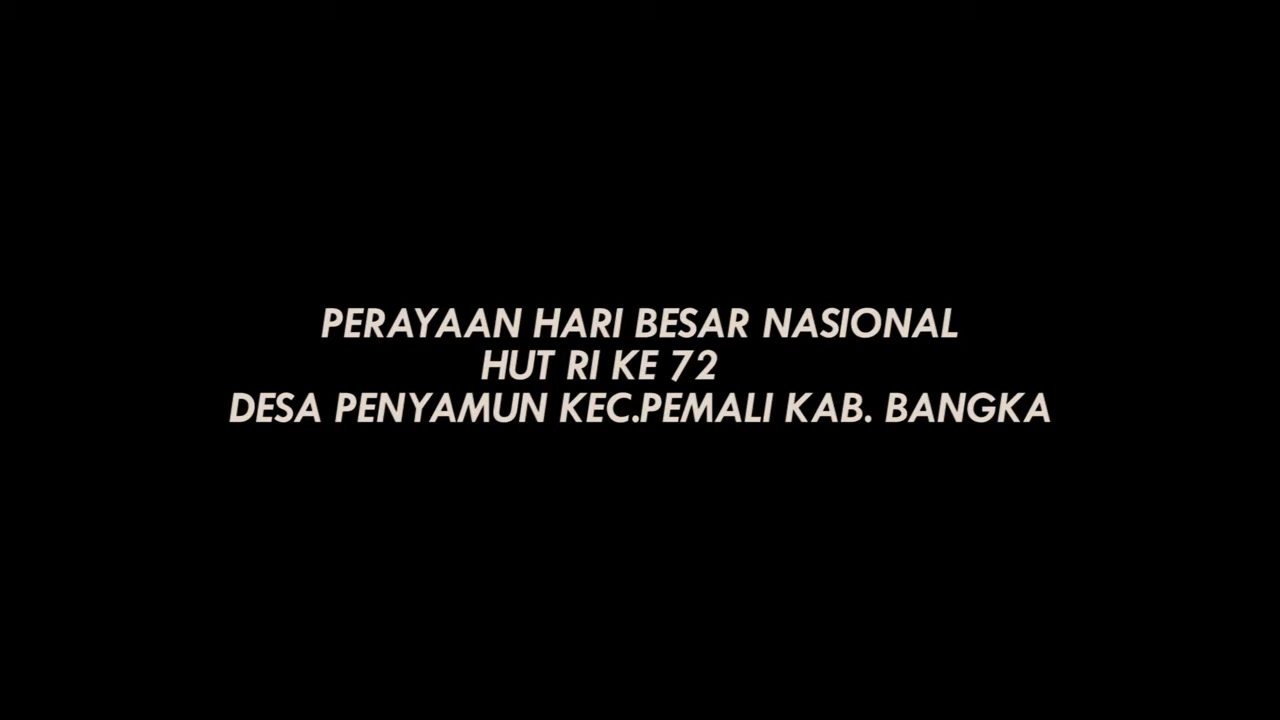 PERAYAAN HARI BESAR NASIONAL
HUT RI KE 72
DESA PENYAMUN KEC.PEMALI KAB. BANGKA